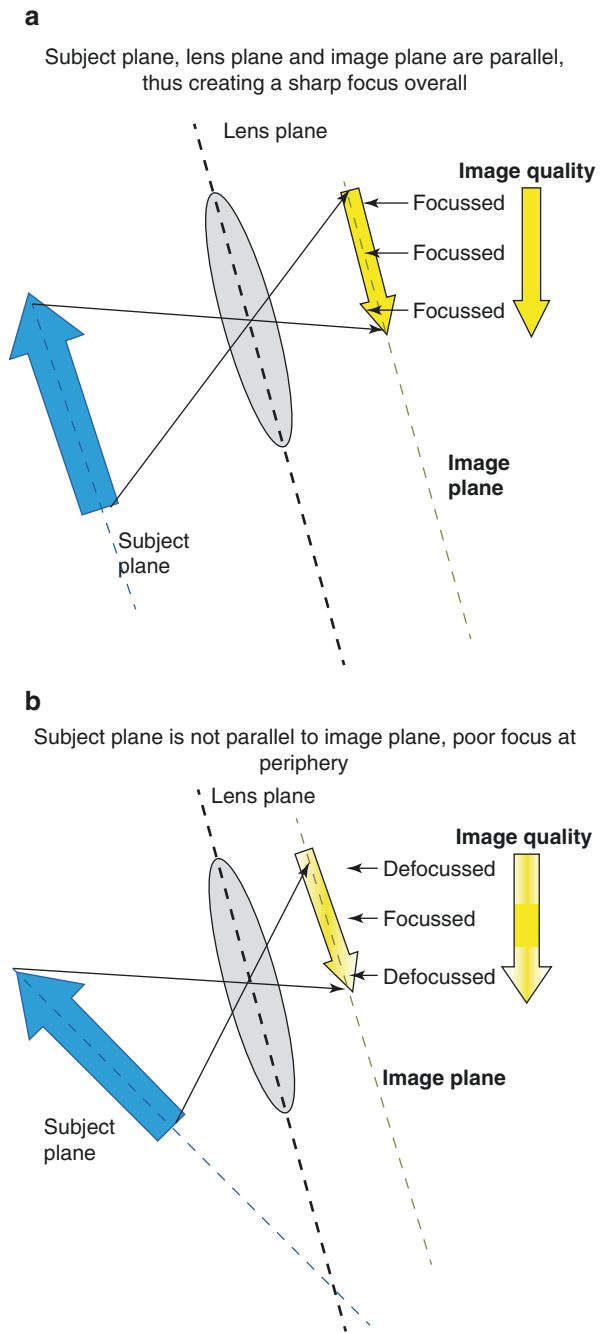 a
Subject plane, lens plane and image plane are parallel,
thus creating a sharp focus overall
Lens plane
Image quality
Focussed
Focussed
Focussed
Image
plane
Subject
plane
b
Subject plane is not parallel to image plane, poor focus at
periphery
Lens plane
Image quality
Defocussed
Focussed
Defocussed
Image plane
Subject
plane